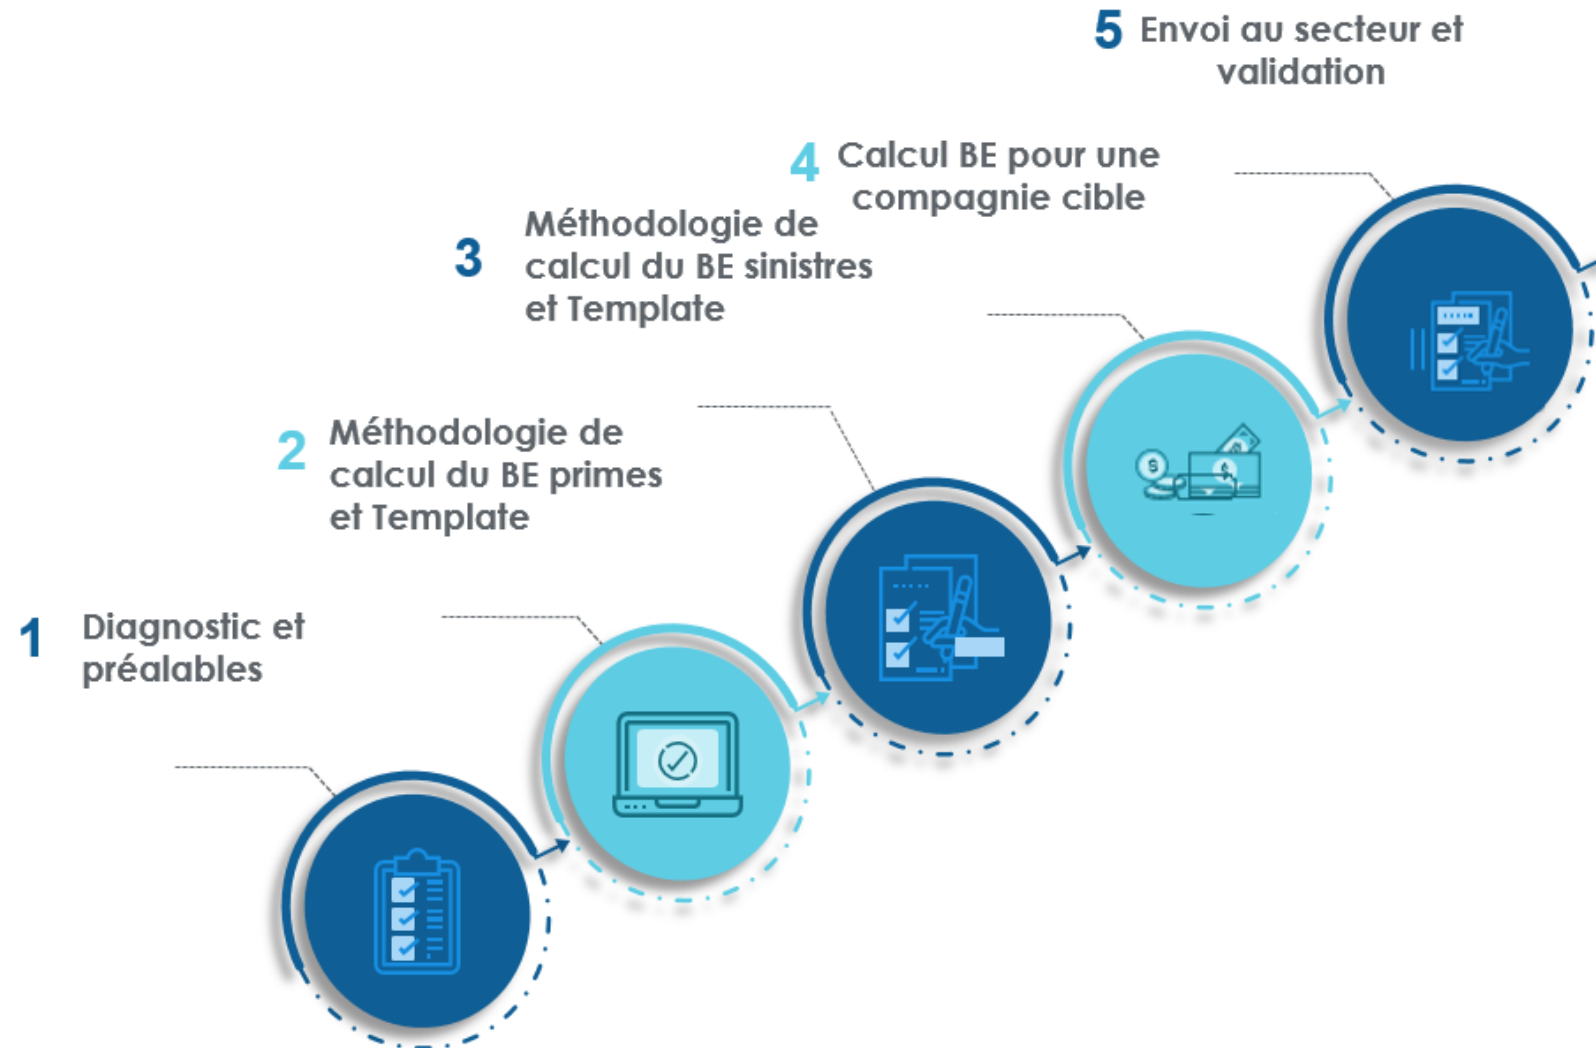 5 Envoi au secteur et
validation
4 Calcul BE pour une
compagnie cible
3 Méthodologie de
calcul du BE sinistres
et Template
2 Méthodologie de
calcul du BE primes
et Template
1 Diagnostic et
préalables